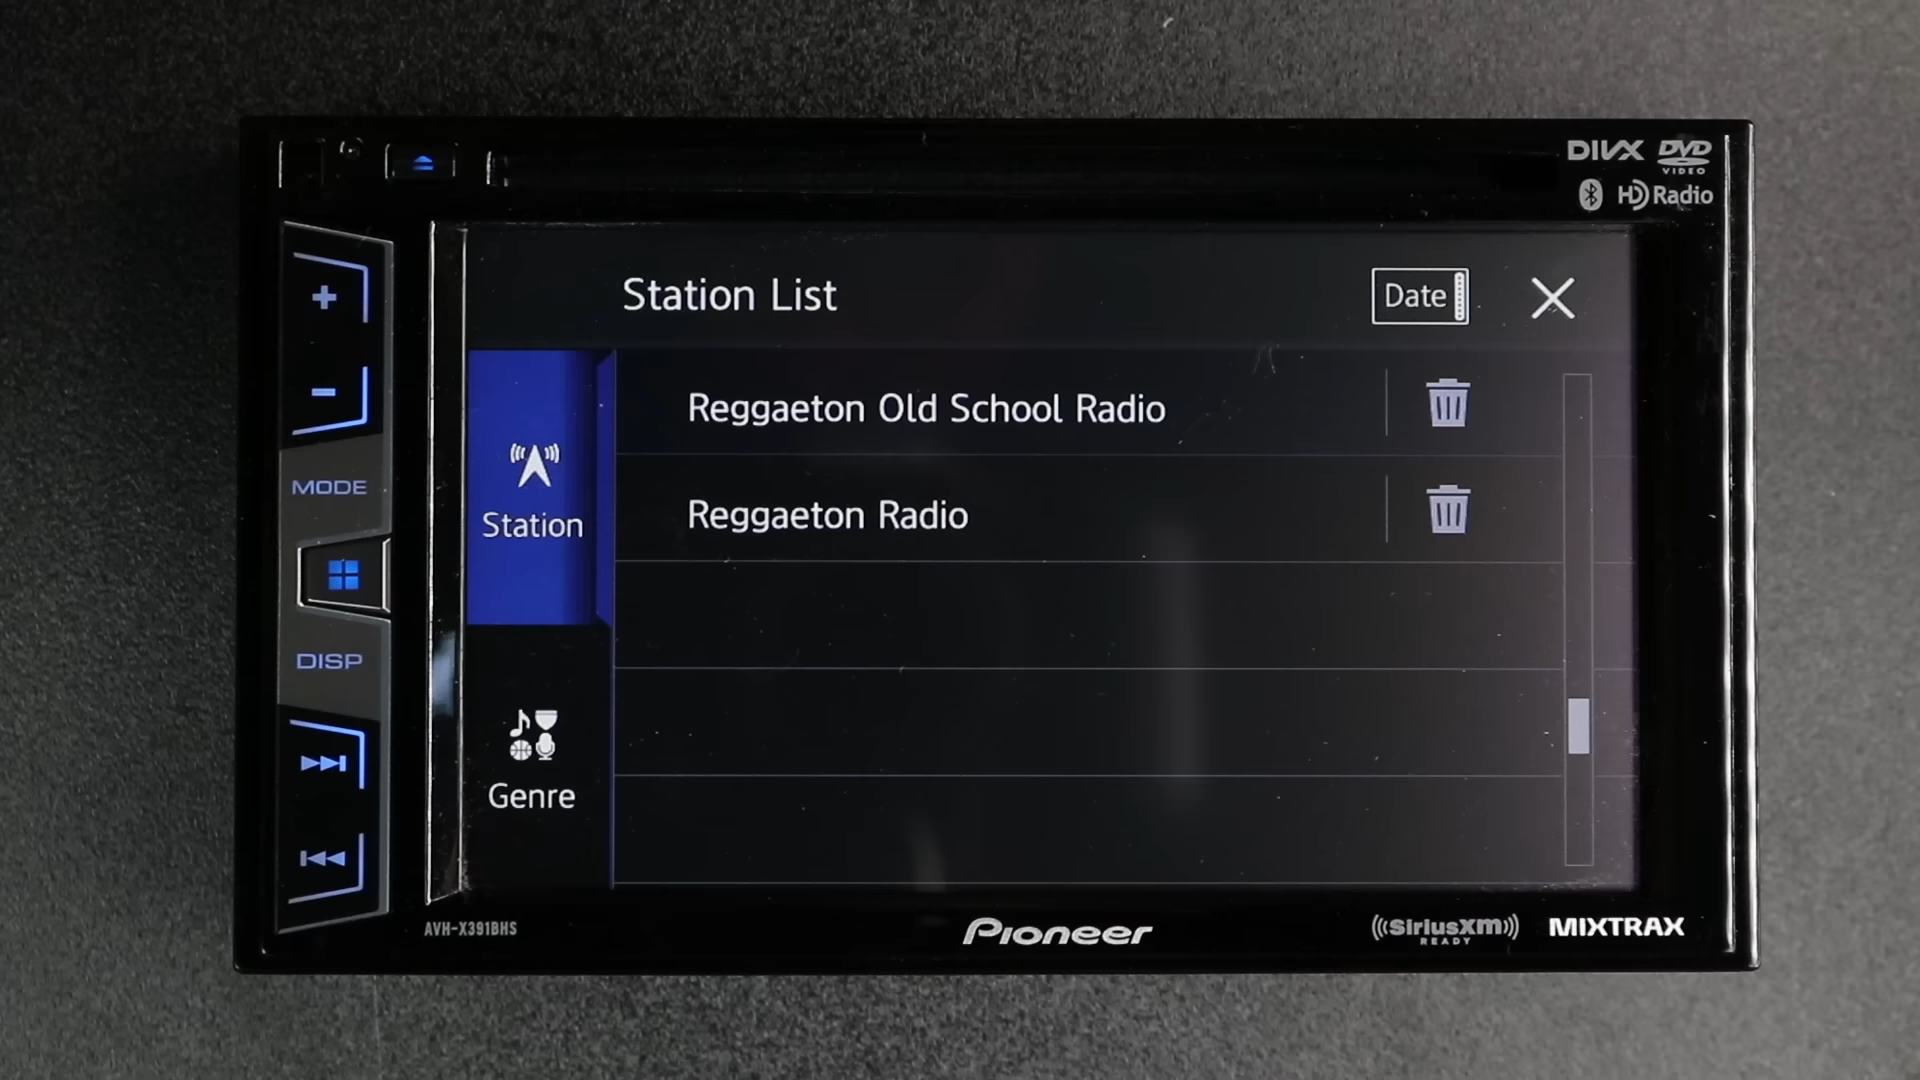 DIVX DVD
VIDEO
HD Radio
MODE
DISP
Station List
Date
Station
Genre
Reggaeton Old School Radio
Reggaeton Radio
AVH-X391BHS
Pioneer
SiriusXM
READY
MIXTRAX